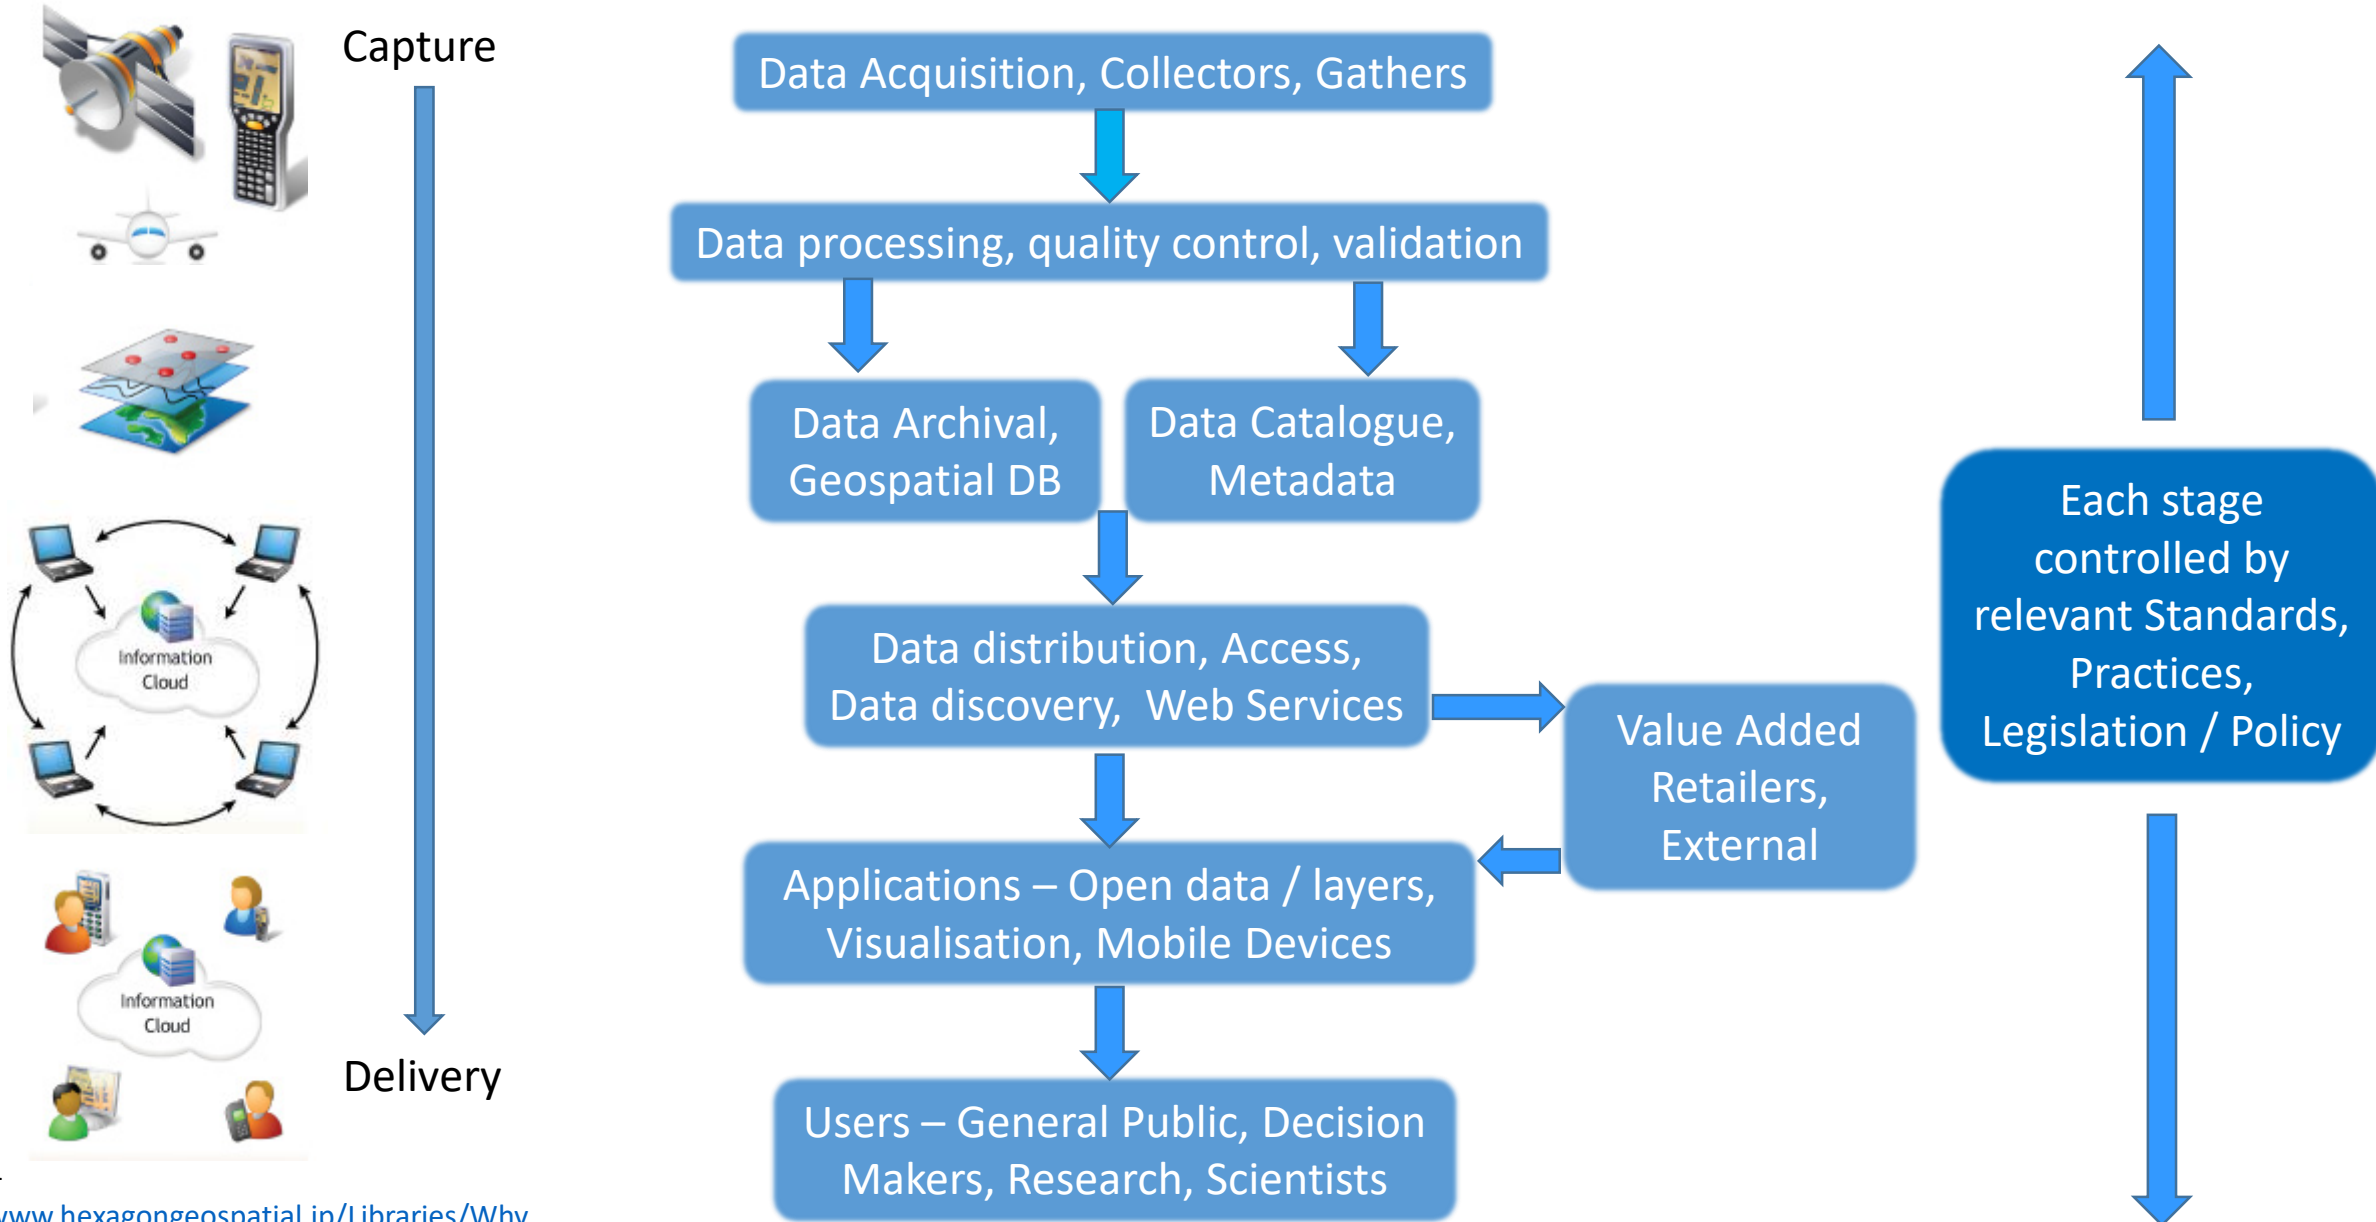 Capture
Data Acquisition, Collectors, Gathers
Data processing, quality control, validation
Data Archival,
Geospatial DB
Data Catalogue,
Metadata
Each stage
controlled by
relevant Standards,
Practices,
Legislation / Policy
Information
Cloud
Data distribution, Access,
Data discovery, Web Services
Value Added
Retailers,
External
Applications – Open data / layers,
Visualisation, Mobile Devices
Information
Cloud
Delivery
Users – General Public, Decision
Makers, Research, Scientists
www.hexagongeospatial.jp/Libraries/Why